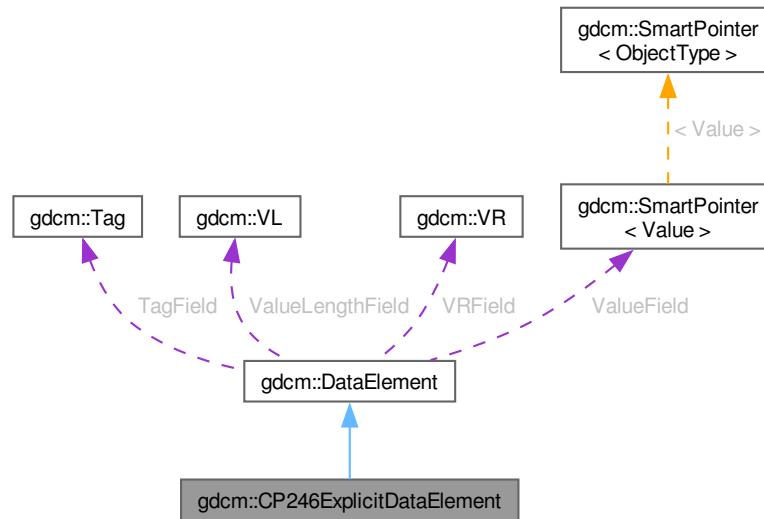 gdcm::SmartPointer
< ObjectType >
< Value >
gdcm::Tag
gdcm::VL
gdcm::VR
gdcm::SmartPointer
< Value >
TagField
ValueLengthField
VRField
ValueField
gdcm::DataElement
gdcm::CP246ExplicitDataElement